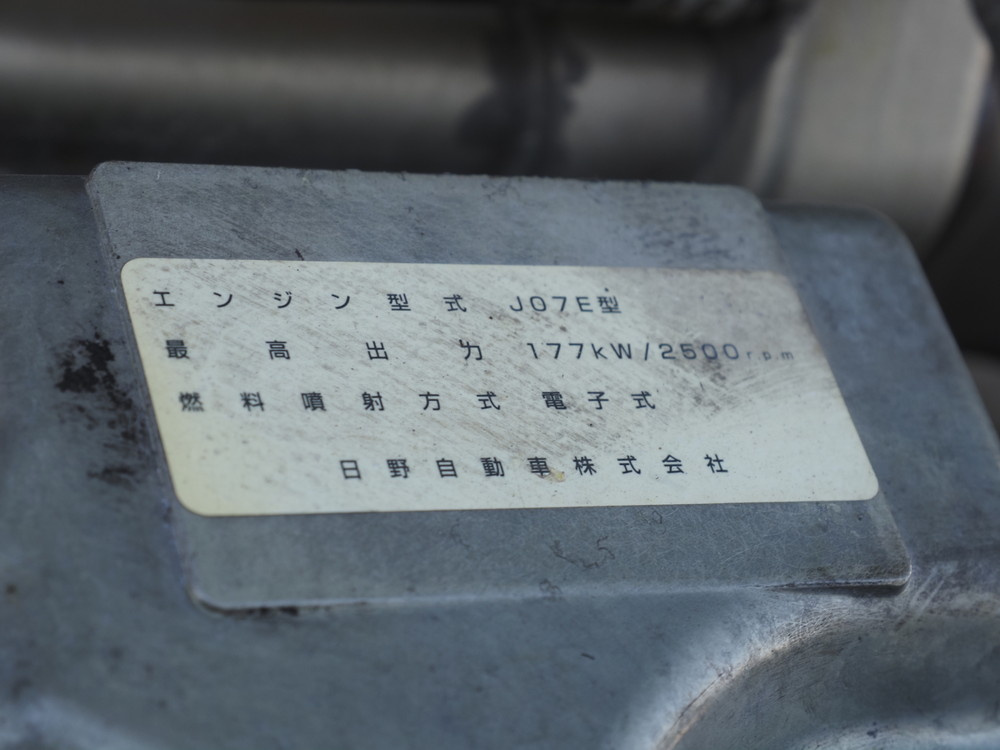 エンジン型式 J07E型
最高出力 177kW/2500r.p.m
燃料噴射方式 電子式
日野自動車株式会社